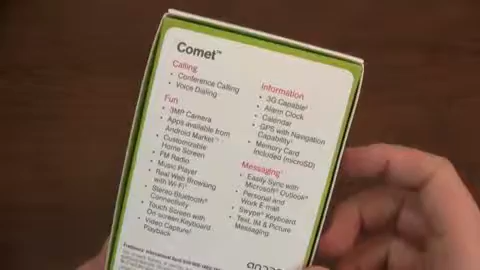 Comet™
Calling
• Conference Calling
• Voice Dialing
Fun
• 3MP Camera
• Apps available from
Android Market™
• Customizable
Home Screen
• FM Radio
• Music Player
• Real Web Browsing
with Wi-Fi
• Stereo Bluetooth®
Connectivity
• Touch Screen with
On-screen Keyboard
• Video Capture/
Playback
Information
• 3G Capable
• Alarm Clock
• Calendar
• GPS with Navigation
Capability
• Memory Card
Included (microSD)
Messaging
• Easily Sync with
Microsoft® Outlook®
• Personal and
Work E-mail
• Swype® Keyboard
• Text, IM & Picture
Messaging